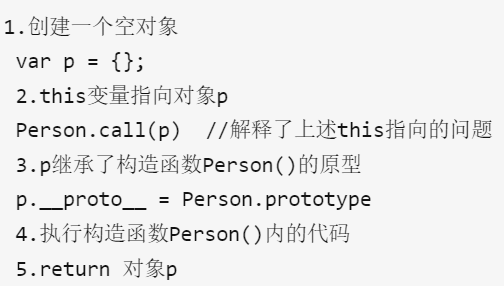 1.创建一个空对象
var p = {};
2.this变量指向对象p
Person.call(p)  //解释了上述this指向的问题
3.p继承了构造函数Person()的原型
p.__proto__ = Person.prototype
4.执行构造函数Person()内的代码
5.return 对象p